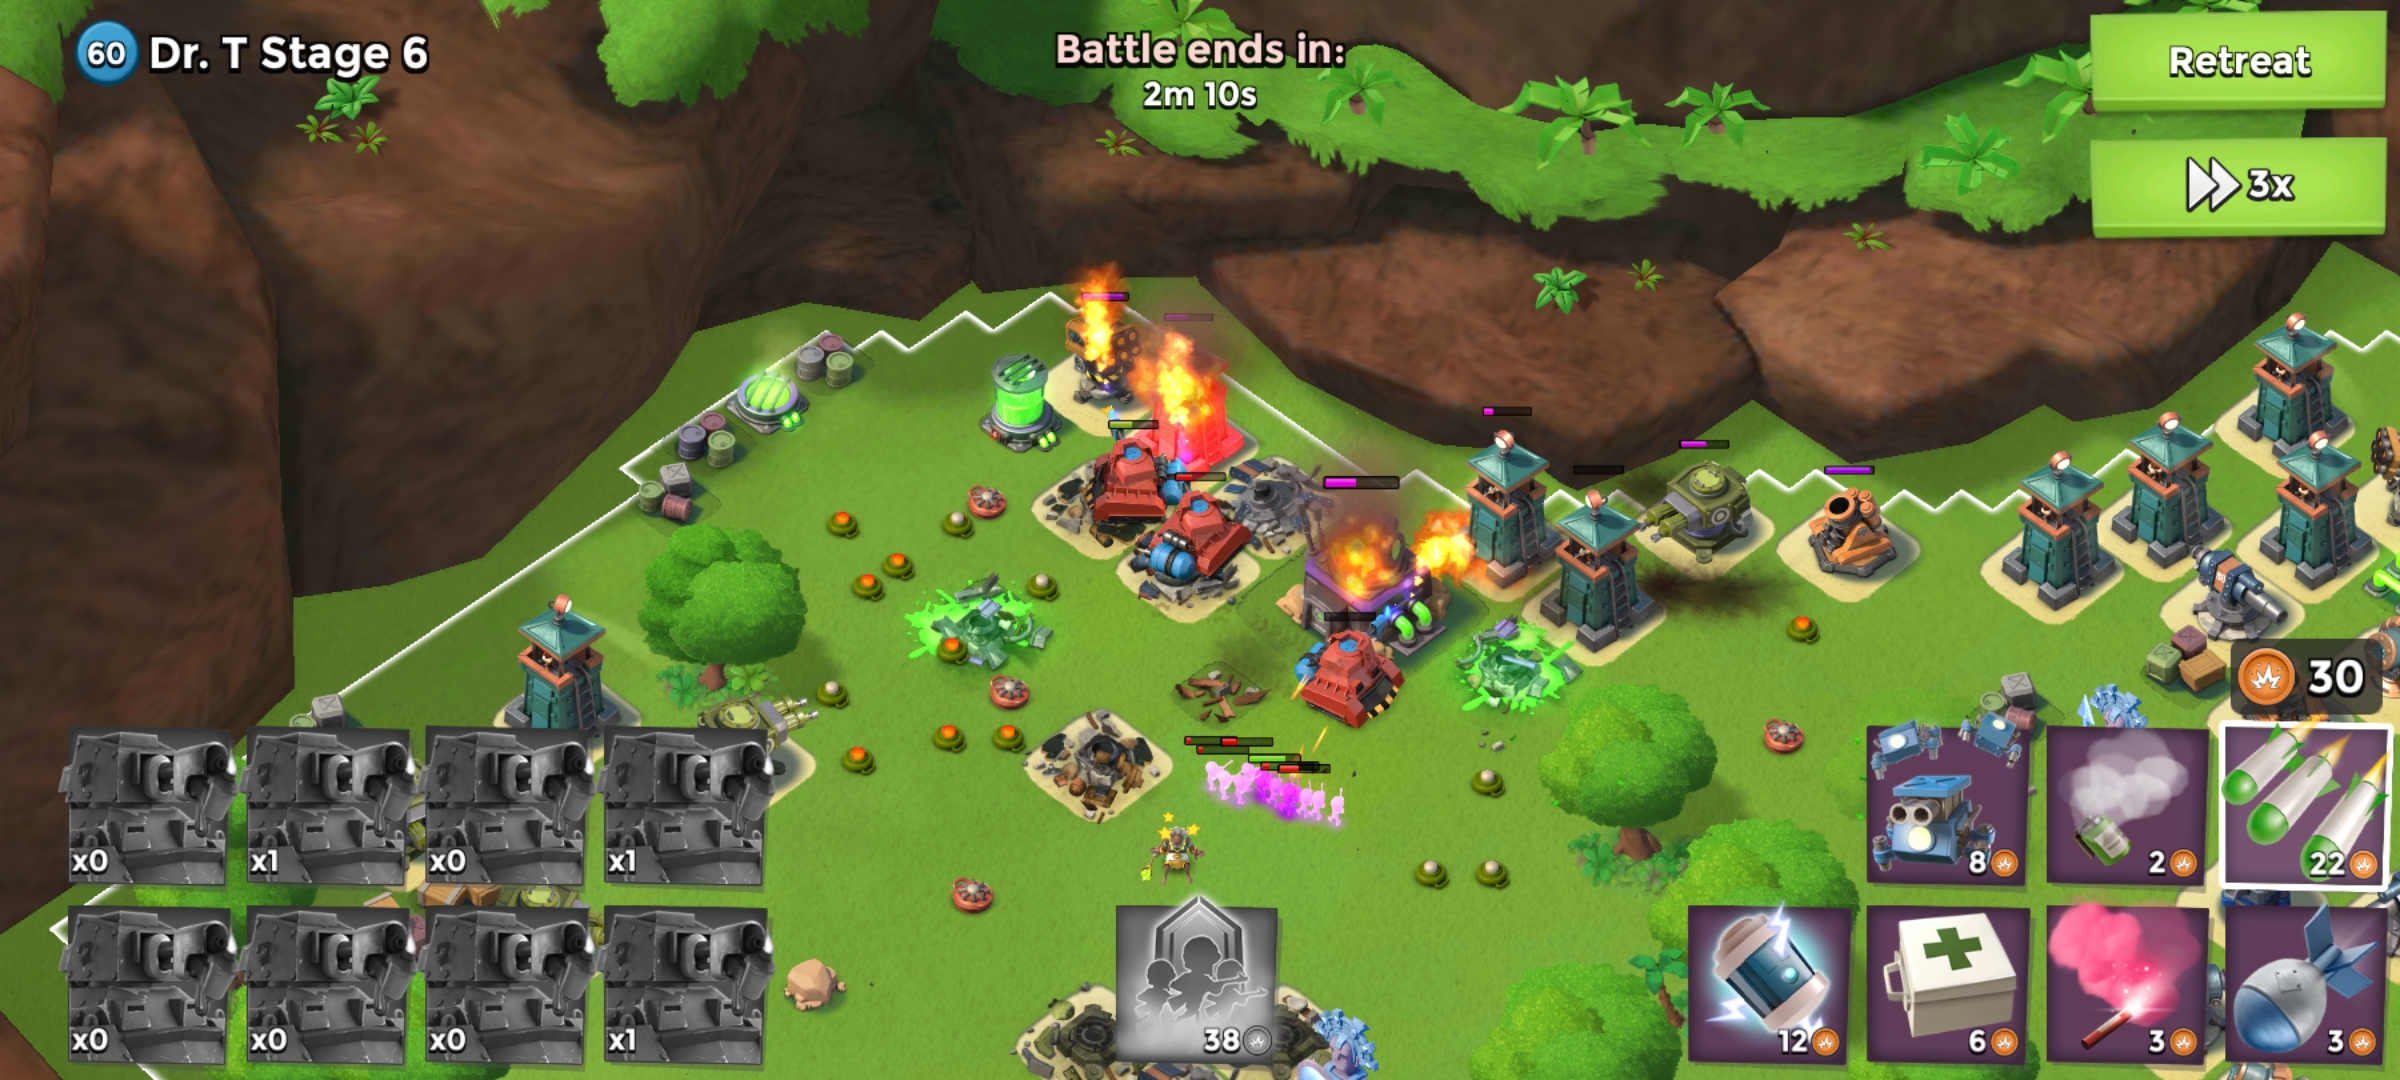 60 Dr. T Stage 6
Battle ends in:
2m 10s
Retreat
3x
30
x0
x1
x0
x1
8
2
22
x0
x0
x0
x1
38
12
6
3
3